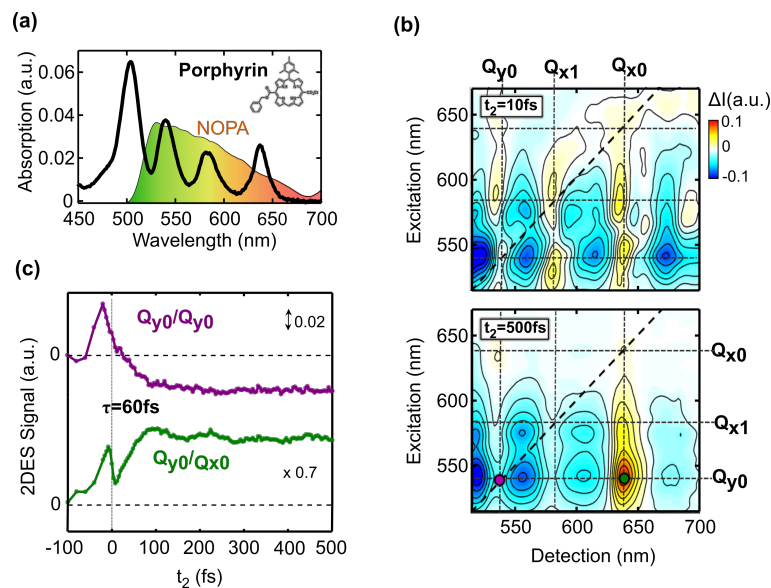 (a)
Absorption (a.u.)
0.06
0.04
0.02
0
Porphyrin
NOPA
450 500 550 600 650 700
Wavelength (nm)
(b)
Qy0 Qx1 Qx0
t2=10fs
Excitation (nm)
650
600
550
ΔI(a.u.)
0.1
0
-0.1
t2=500fs
Excitation (nm)
650
600
550
Qx0
Qx1
Qy0
550 600 650 700
Detection (nm)
(c)
2DES Signal (a.u.)
0
0
Qy0/Qy0
0.02
τ=60fs
Qy0/Qx0
x 0.7
-100 0 100 200 300 400 500
t2 (fs)